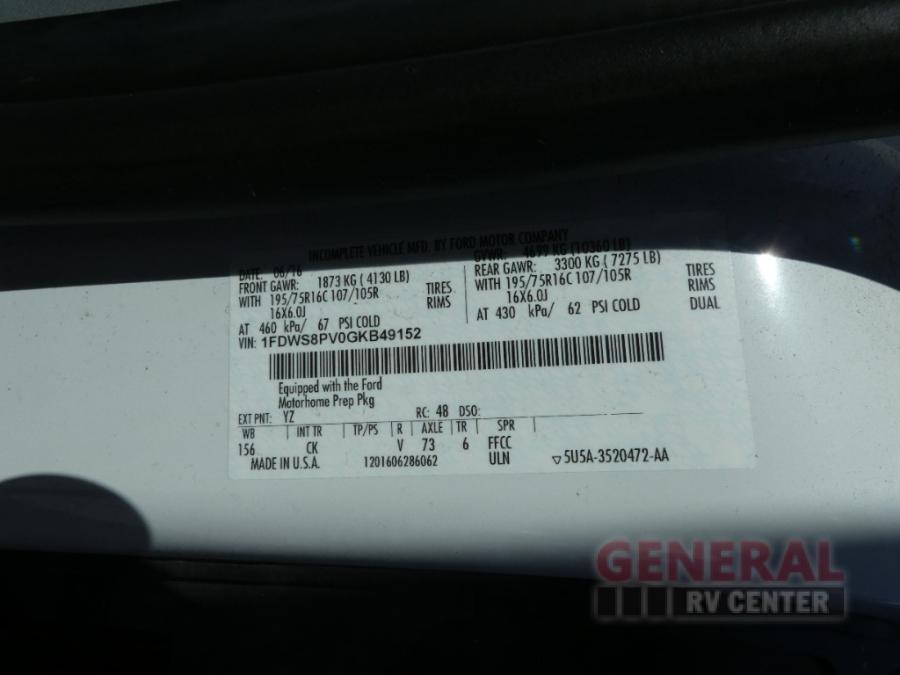 INCOMPLETE VEHICLE MFD. BY FORD MOTOR COMPANY
DATE: 06/16 GVWR: 4699 KG (10360 LB)
FRONT GAWR: 1873 KG ( 4130 LB) REAR GAWR: 3300 KG ( 7275 LB)
WITH 195/75R16C 107/105R TIRES WITH 195/75R16C 107/105R TIRES
16X6.0J RIMS 16X6.0J RIMS
AT 460 kPa/ 67 PSI COLD AT 430 kPa/ 62 PSI COLD DUAL
VIN: 1FDWS8PV0GKB49152
Equipped with the Ford
Motorhome Prep Pkg
EXT PNT: YZ RC: 48 DSO:
WB INT TR TP/PS R AXLE TR SPR
156 CK V 73 6 FFCC
MADE IN U.S.A. 1201606286062 ULN ▽5U5A-3520472-AA
GENERAL
RV CENTER